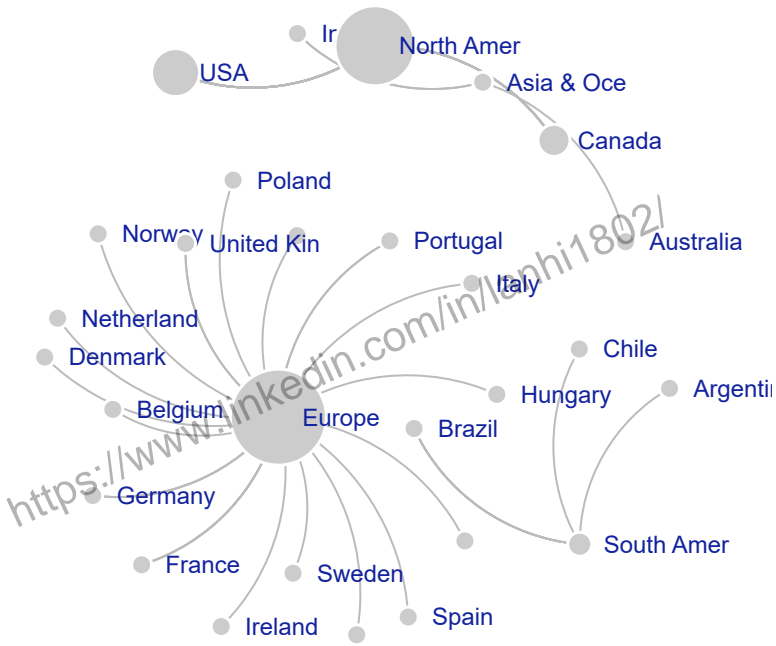 Ir
North Amer
USA
Asia & Oce
Canada
Poland
Norway
United Kin
Portugal
Australia
Italy
Netherland
Denmark
Chile
Hungary
Argentin
Belgium
Europe
Brazil
Germany
South Amer
France
Sweden
Spain
Ireland
https://www.linkedin.com/in/lanhi1802/